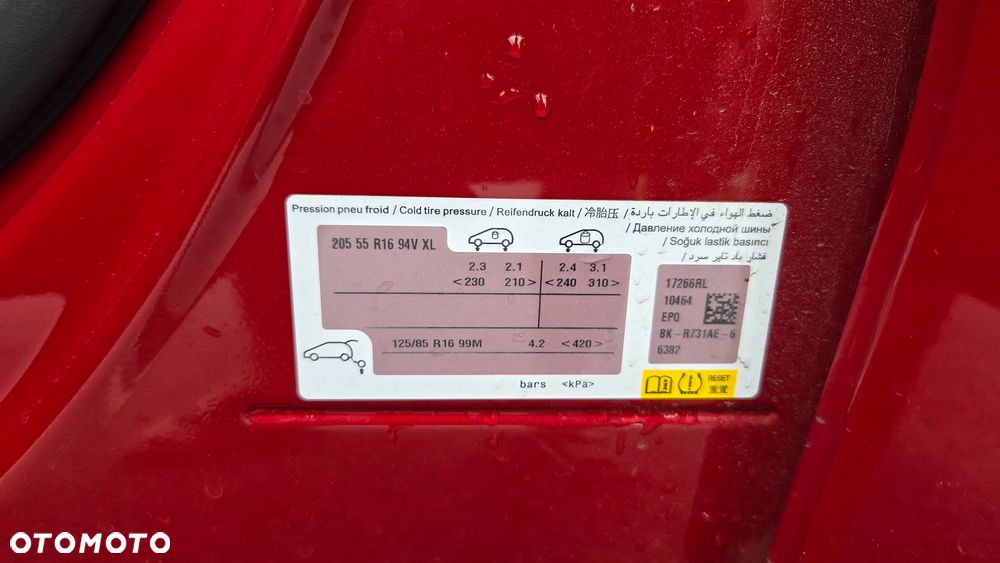 Pression pneu froid / Cold tire pressure / Reifendruck kalt / 冷胎压 / ضغط الهواء في الإطارات باردة
/ Давление холодной шины
/ Soğuk lastik basıncı
/ فشار باد تایر سرد
205 55 R16 94V XL
2.3 2.1 2.4 3.1
<230 210> <240 310>
125/85 R16 99M 4.2 <420>
bars <kPa>
17266RL
10464
EPQ
BK-R731AE-6
6382
RESET
OTOMOTO